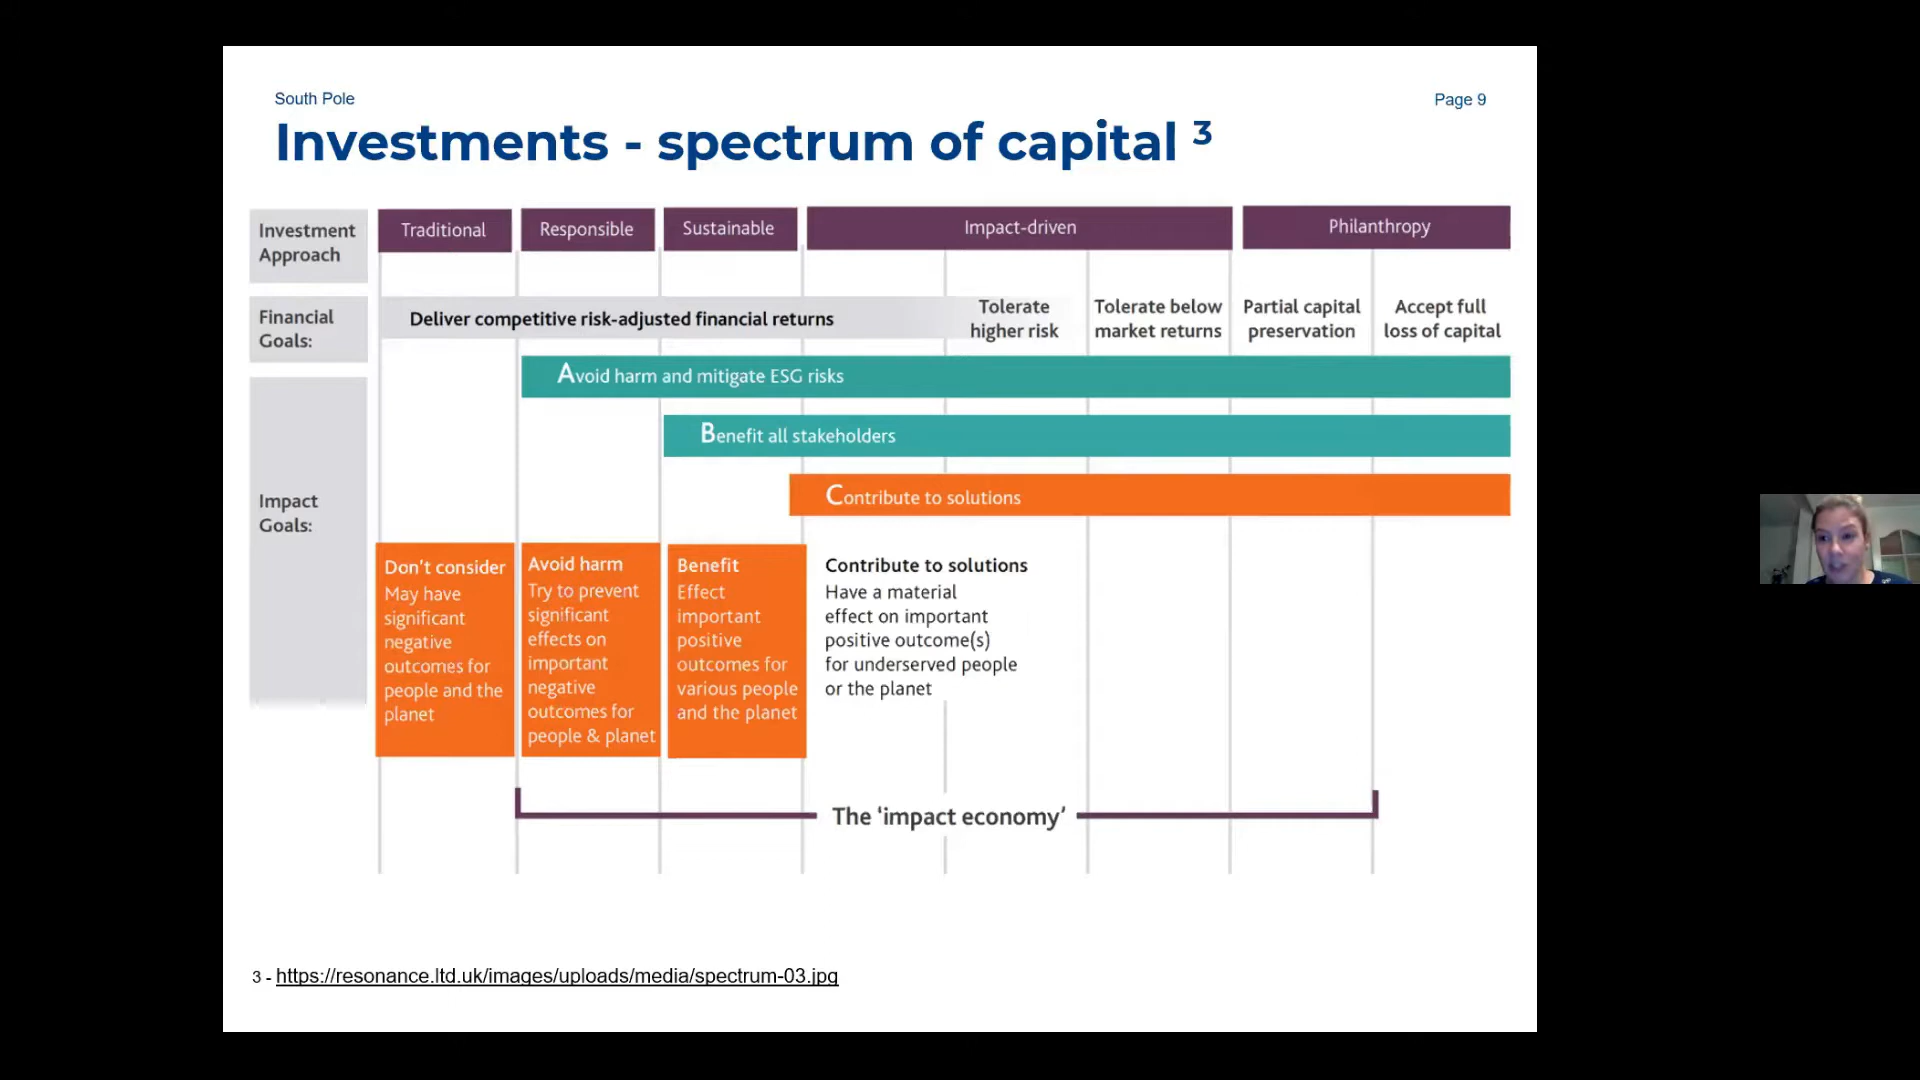 South Pole
Page 9
Investments - spectrum of capital ³
Investment
Approach
Traditional
Responsible
Sustainable
Impact-driven
Philanthropy
Financial
Goals:
Deliver competitive risk-adjusted financial returns
Tolerate
higher risk
Tolerate below
market returns
Partial capital
preservation
Accept full
loss of capital
Impact
Goals:
Avoid harm and mitigate ESG risks
Benefit all stakeholders
Contribute to solutions
Don't consider
May have
significant
negative
outcomes for
people and the
planet
Avoid harm
Try to prevent
significant
effects on
important
negative
outcomes for
people & planet
Benefit
Effect
important
positive
outcomes for
various people
and the planet
Contribute to solutions
Have a material
effect on important
positive outcome(s)
for underserved people
or the planet
The ‘impact economy’
3 - https://resonance.ltd.uk/images/uploads/media/spectrum-03.jpg